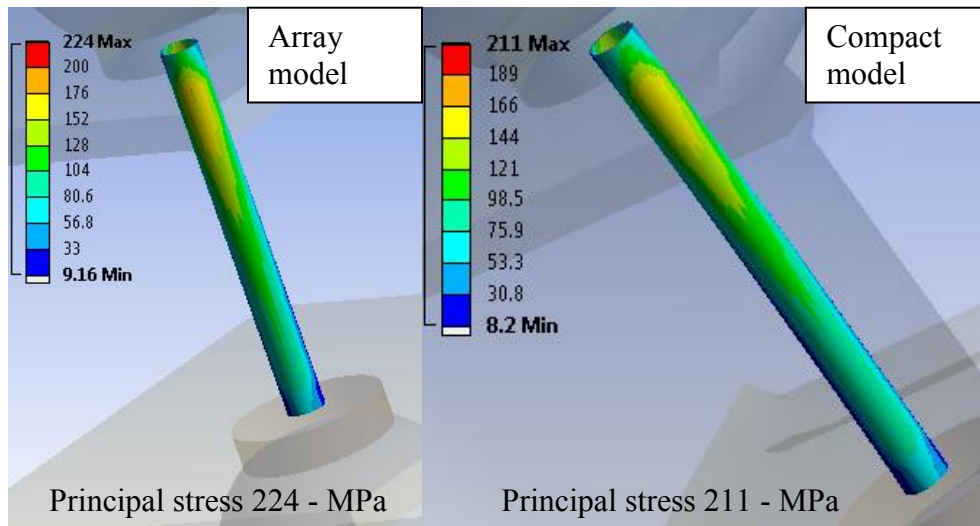 224 Max
200
176
152
128
104
80.6
56.8
33
9.16 Min
Array
model
Principal stress 224 - MPa
211 Max
189
166
144
121
98.5
75.9
53.3
30.8
8.2 Min
Compact
model
Principal stress 211 - MPa